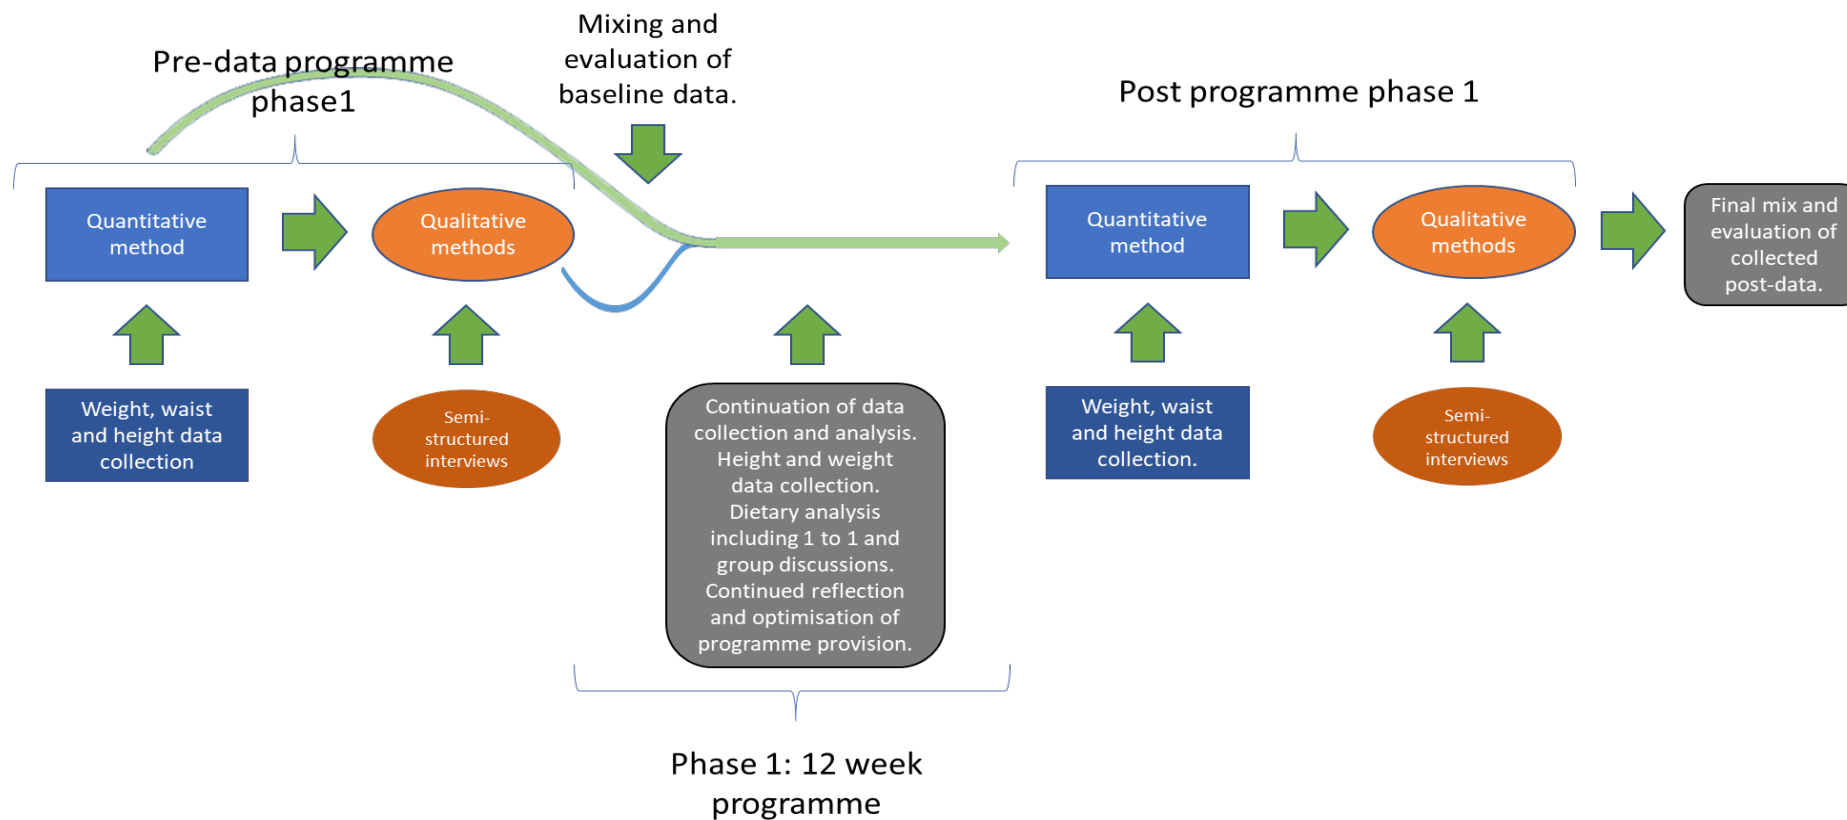 Pre-data programme
phase1
Mixing and
evaluation of
baseline data.
Post programme phase 1
Quantitative
method
Qualitative
methods
Quantitative
method
Qualitative
methods
Final mix and
evaluation of
collected
post-data.
Weight, waist
and height data
collection
Semi-
structured
interviews
Continuation of data
collection and analysis.
Height and weight
data collection.
Dietary analysis
including 1 to 1 and
group discussions.
Continued reflection
and optimisation of
programme provision.
Weight, waist
and height data
collection.
Semi-
structured
interviews
Phase 1: 12 week
programme